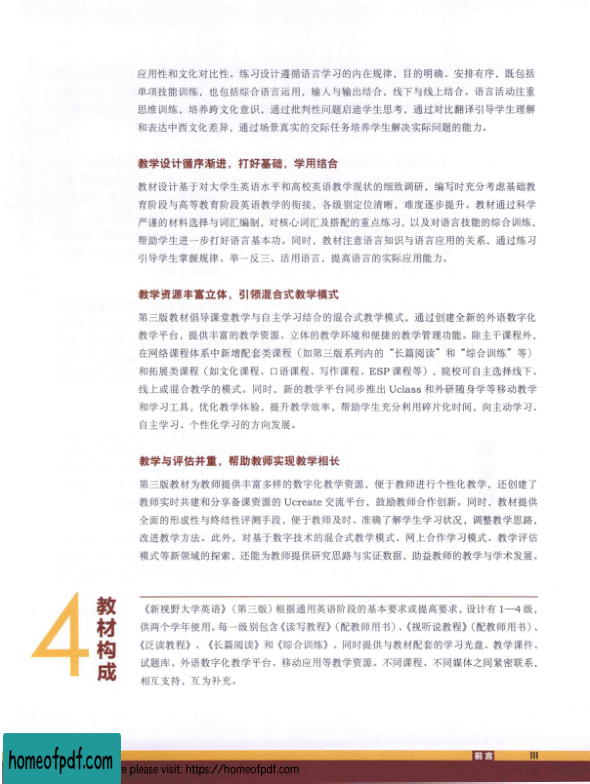 应用性和文化对比性。练习设计遵循语言学习的内在规律，目的明确、安排有序，既包括
单项技能训练，也包括综合语言运用，输入与输出结合，线下与线上结合。语言活动注重
思维训练，培养跨文化意识，通过批判性问题启迪学生思考，通过对比翻译引导学生理解
和表达中西文化差异，通过场景真实的交际任务培养学生解决实际问题的能力。
教学设计循序渐进，打好基础，学用结合
教材设计基于对大学生英语水平和高校英语教学现状的细致调研，编写时充分考虑基础教
育阶段与高等教育阶段英语教学的衔接，各级别定位清晰，难度逐步提升。教材通过科学
严谨的材料选择与词汇编制，对核心词汇及搭配的重点练习，以及对语言技能的综合训练，
帮助学生进一步打好语言基本功。同时，教材注意语言知识与语言应用的关系，通过练习
引导学生掌握规律、举一反三、活用语言，提高语言的实际应用能力。
教学资源丰富立体，引领混合式教学模式
第三版教材倡导课堂教学与自主学习结合的混合式教学模式，通过创建全新的外语数字化
教学平台，提供丰富的教学资源、立体的教学环境和便捷的教学管理功能。除主干课程外，
在网络课程体系中新增配套类课程（如第三版系列内的“长篇阅读”和“综合训练”等）
和拓展类课程（如文化课程、口语课程、写作课程、ESP 课程等），院校可自主选择线下、
线上或混合教学的模式。同时，新的教学平台同步推出 Uclass 和外研随身学等移动教学
和学习工具，优化教学体验，提升教学效率，帮助学生充分利用碎片化时间，向主动学习、
自主学习、个性化学习的方向发展。
教学与评估并重，帮助教师实现教学相长
第三版教材为教师提供丰富多样的数字化教学资源，便于教师进行个性化教学，还创建了
教师实时共建和分享备课资源的 Ucreate 交流平台，鼓励教师合作创新。同时，教材提供
全面的形成性与终结性评测手段，便于教师及时、准确了解学生学习状况，调整教学思路，
改进教学方法。此外，对基于数字技术的混合式教学模式、网上合作学习模式、教学评估
模式等新领域的探索，还能为教师提供研究思路与实证数据，助益教师的教学与学术发展。
4 教材构成
《新视野大学英语》（第三版）根据通用英语阶段的基本要求或提高要求，设计有 1—4 级，
供两个学年使用。每一级别包含《读写教程》（配教师用书）、《视听说教程》（配教师用书）、
《泛读教程》、《长篇阅读》和《综合训练》。同时提供与教材配套的学习光盘、教学课件、
试题库、外语数字化教学平台、移动应用等教学资源。不同课程、不同媒体之间紧密联系，
相互支持，互为补充。
前言 III
homeofpdf.com
e please visit: https://homeofpdf.com